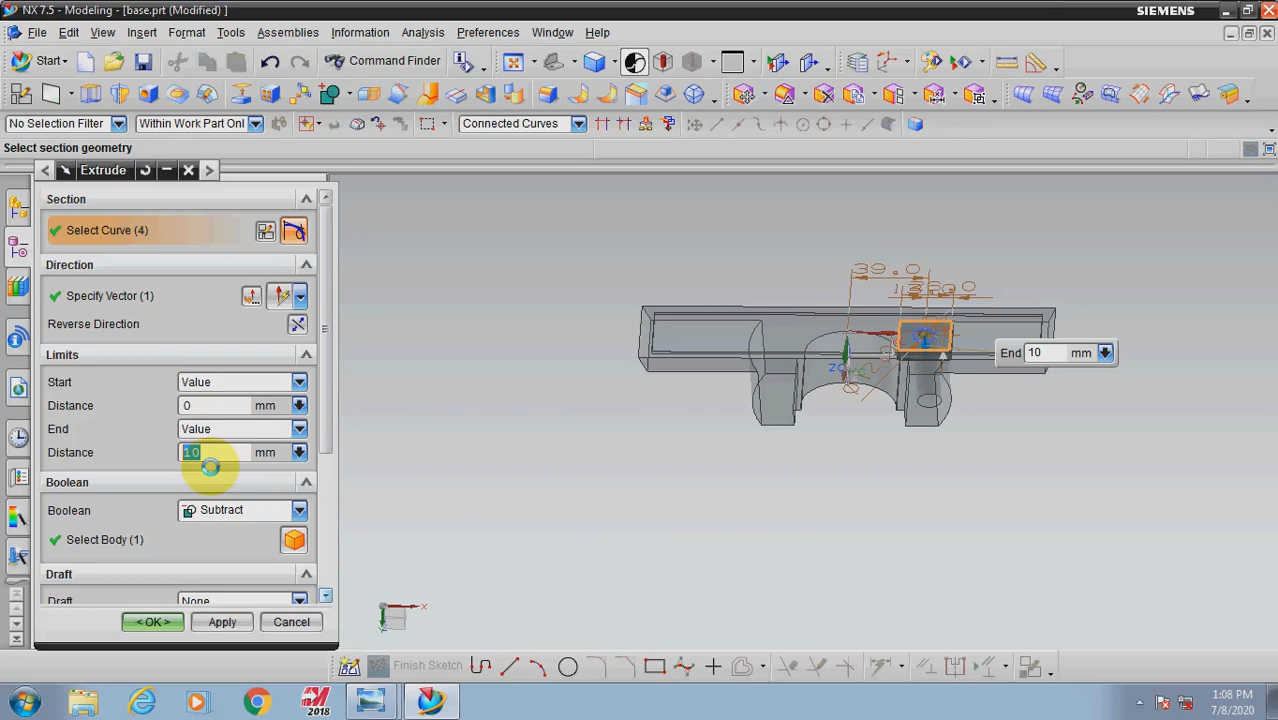 NX 7.5 - Modeling - [base.prt (Modified) ]
SIEMENS
File Edit View Insert Format Tools Assemblies Information Analysis Preferences Window Help
Start Command Finder
No Selection Filter Within Work Part Onl Connected Curves
Select section geometry
Extrude
Section
Select Curve (4)
Direction
Specify Vector (1)
Reverse Direction
Limits
Start Value
Distance 0 mm
End Value
Distance 10 mm
Boolean
Boolean Subtract
Select Body (1)
Draft
Draft None
< OK > Apply Cancel
39.0
End 10 mm
X
Finish Sketch
2018
1:08 PM
7/8/2020